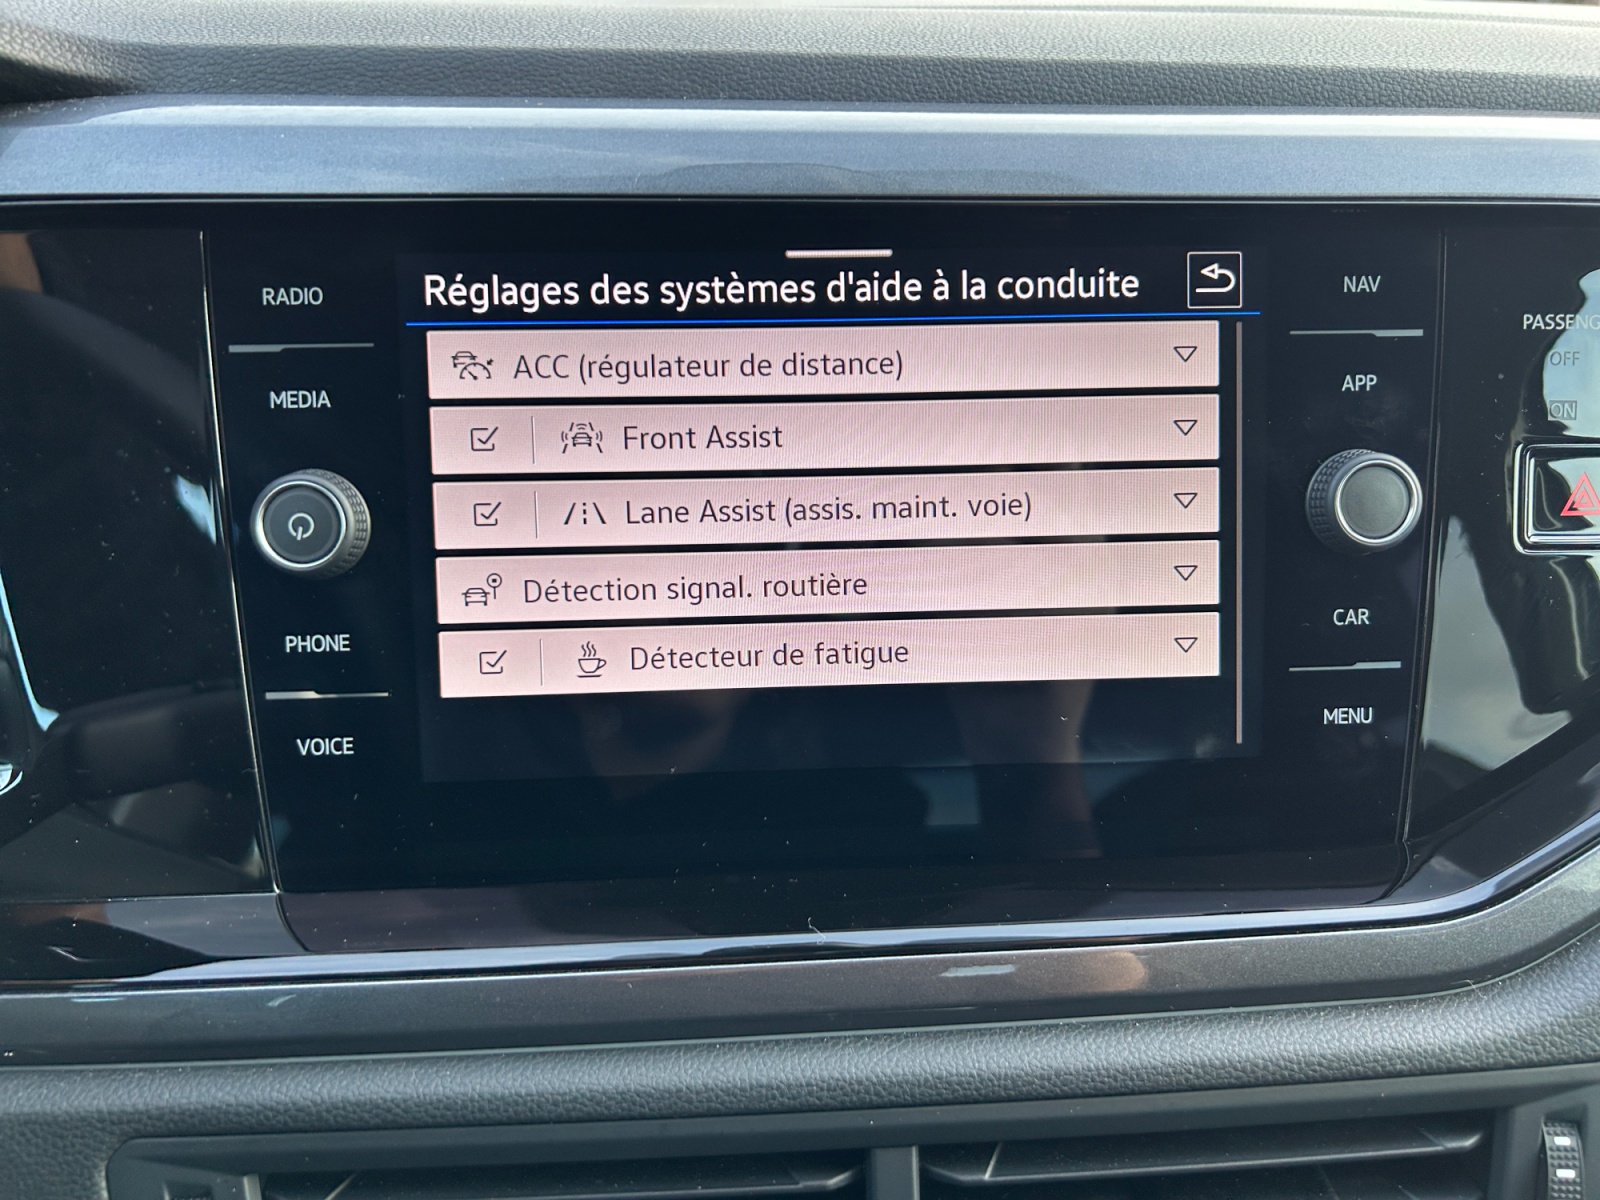 RADIO
MEDIA
PHONE
VOICE
Réglages des systèmes d'aide à la conduite
ACC (régulateur de distance)
Front Assist
Lane Assist (assis. maint. voie)
Détection signal. routière
Détecteur de fatigue
NAV
APP
CAR
MENU
PASSENG
OFF
ON